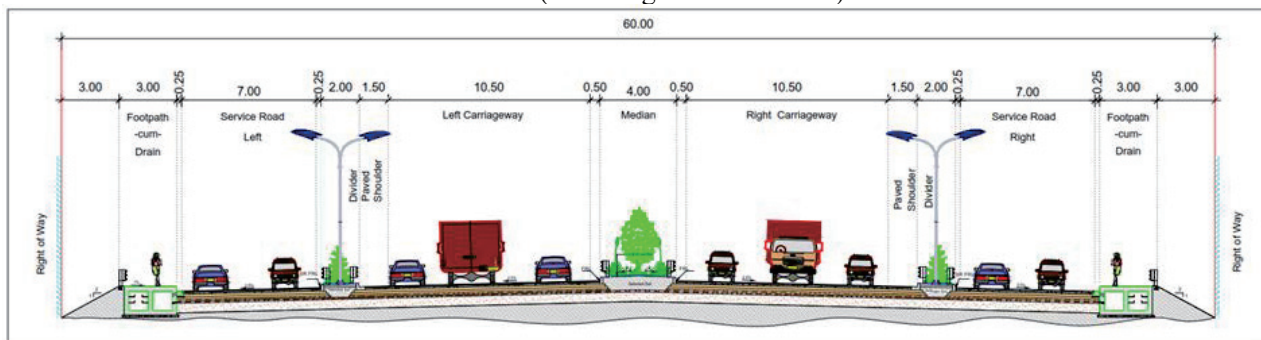 60.00
3.00
3.00
0.25
7.00
0.25
2.00
1.50
10.50
0.50
4.00
0.50
10.50
1.50
2.00
0.25
7.00
0.25
3.00
3.00
Footpath
-cum-
Drain
Service Road
Left
Divider
Paved
Shoulder
Left Carriageway
Median
Right Carriageway
Paved
Shoulder
Divider
Service Road
Right
Footpath
-cum-
Drain
Right of Way
Right of Way